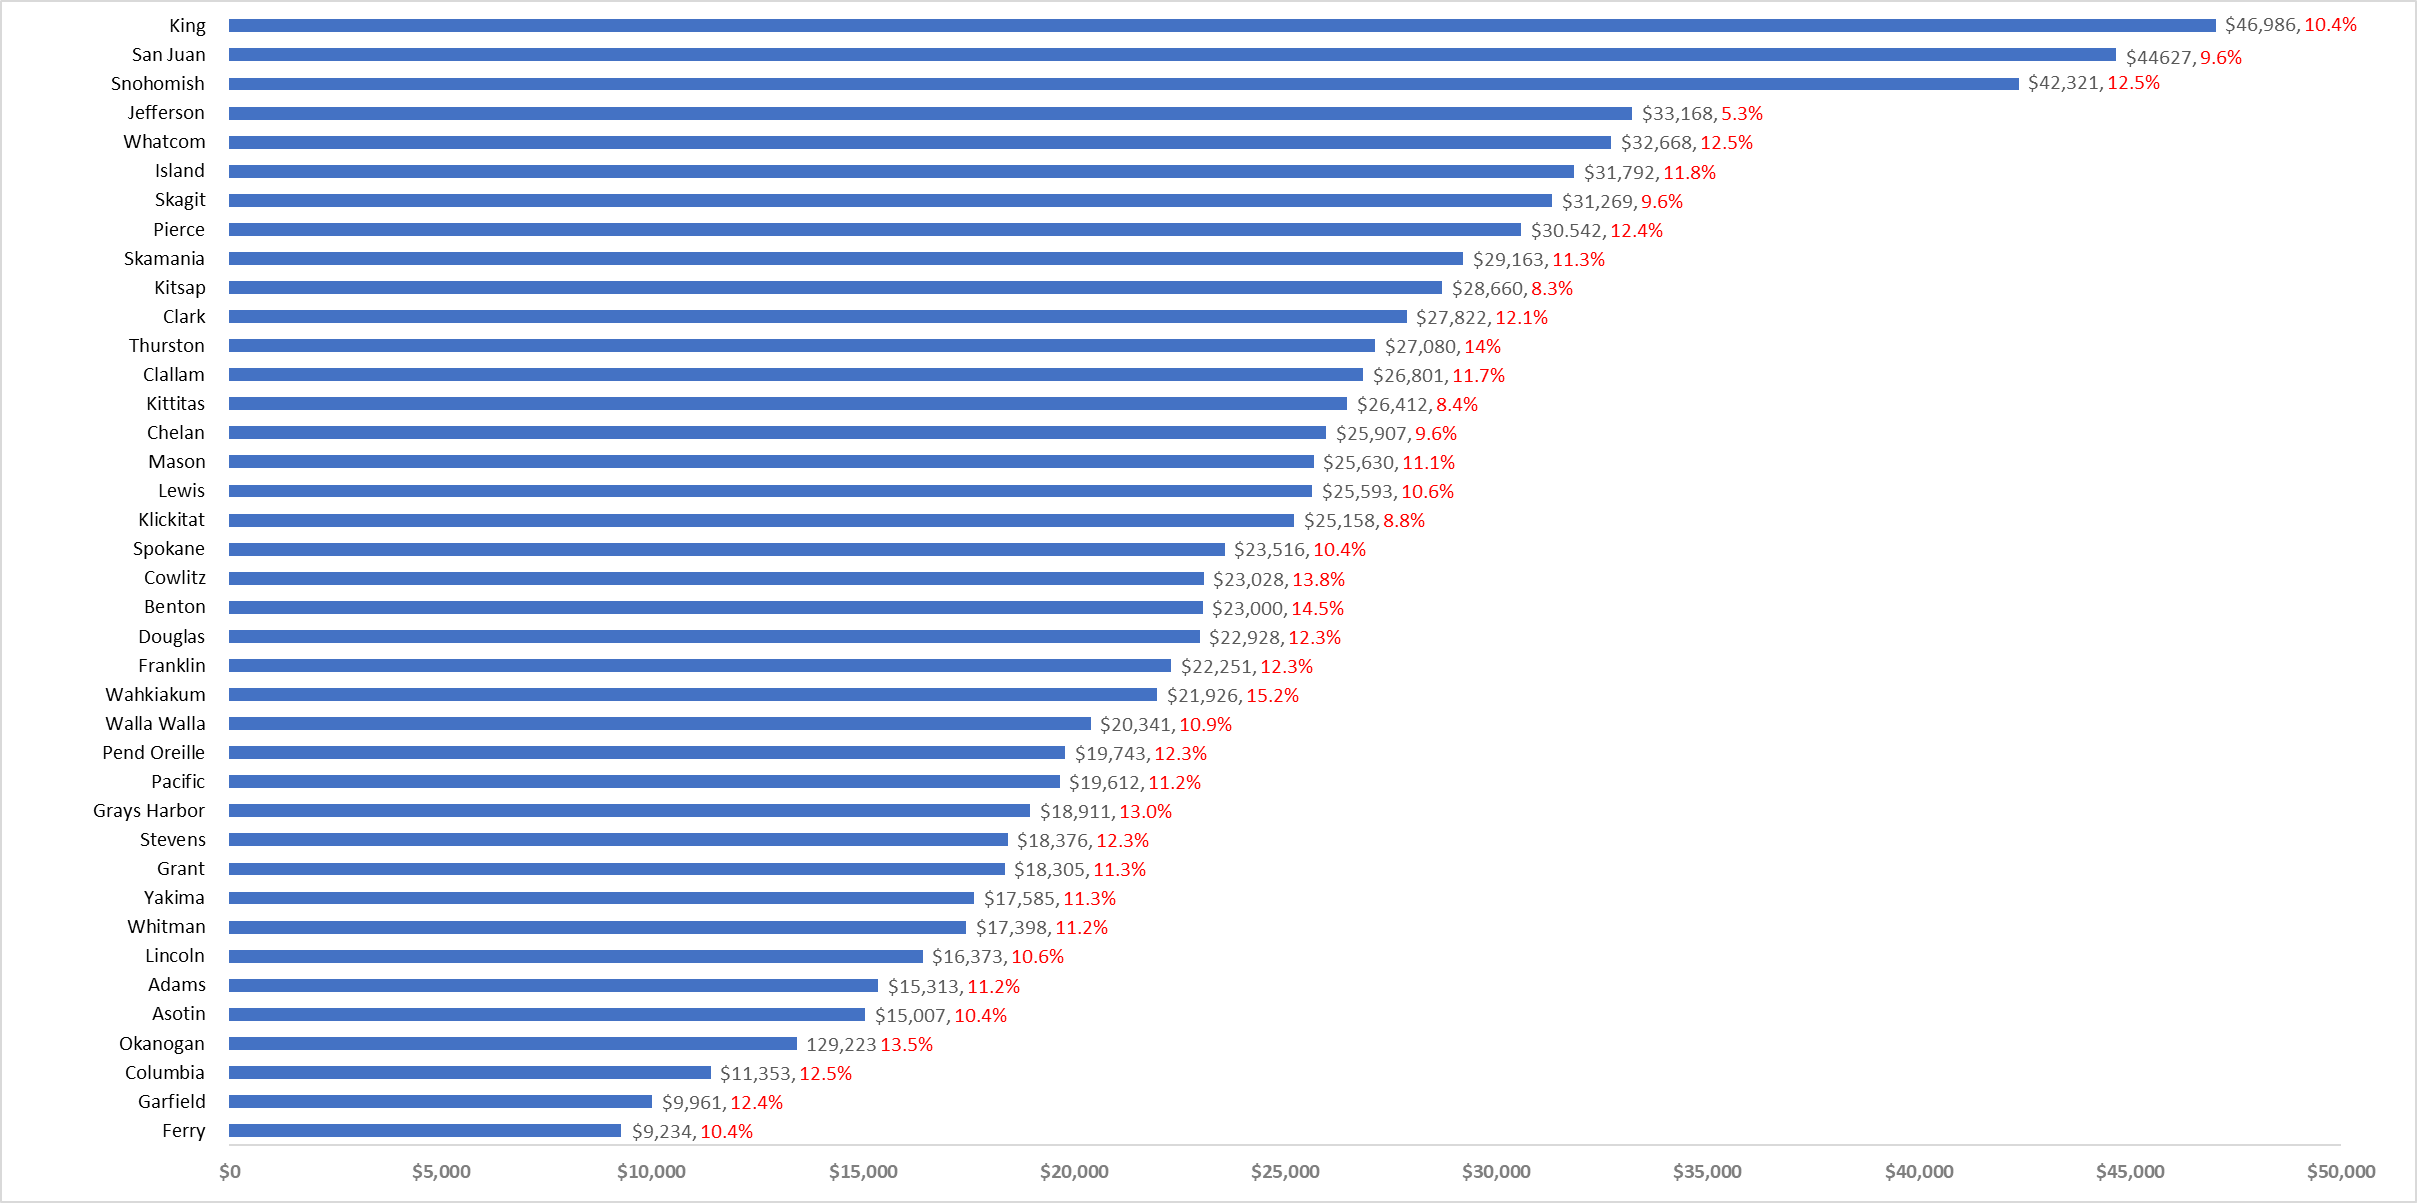 King $46,986, 10.4%
San Juan $44627, 9.6%
Snohomish $42,321, 12.5%
Jefferson $33,168, 5.3%
Whatcom $32,668, 12.5%
Island $31,792, 11.8%
Skagit $31,269, 9.6%
Pierce $30.542, 12.4%
Skamania $29,163, 11.3%
Kitsap $28,660, 8.3%
Clark $27,822, 12.1%
Thurston $27,080, 14%
Clallam $26,801, 11.7%
Kittitas $26,412, 8.4%
Chelan $25,907, 9.6%
Mason $25,630, 11.1%
Lewis $25,593, 10.6%
Klickitat $25,158, 8.8%
Spokane $23,516, 10.4%
Cowlitz $23,028, 13.8%
Benton $23,000, 14.5%
Douglas $22,928, 12.3%
Franklin $22,251, 12.3%
Wahkiakum $21,926, 15.2%
Walla Walla $20,341, 10.9%
Pend Oreille $19,743, 12.3%
Pacific $19,612, 11.2%
Grays Harbor $18,911, 13.0%
Stevens $18,376, 12.3%
Grant $18,305, 11.3%
Yakima $17,585, 11.3%
Whitman $17,398, 11.2%
Lincoln $16,373, 10.6%
Adams $15,313, 11.2%
Asotin $15,007, 10.4%
Okanogan 129,223 13.5%
Columbia $11,353, 12.5%
Garfield $9,961, 12.4%
Ferry $9,234, 10.4%
$0 $5,000 $10,000 $15,000 $20,000 $25,000 $30,000 $35,000 $40,000 $45,000 $50,000